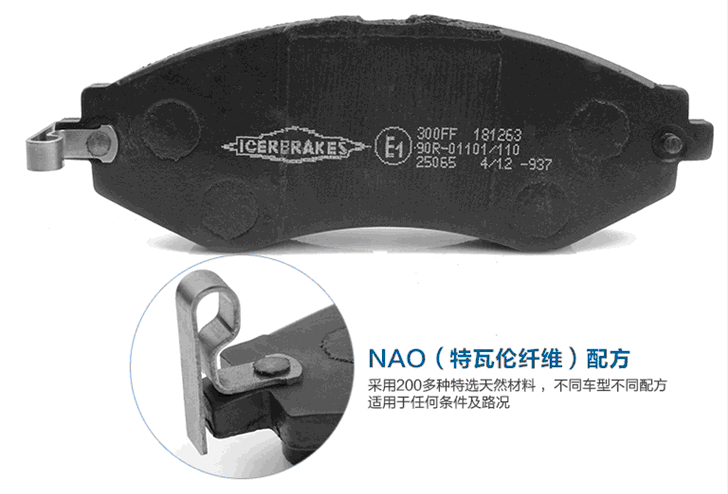 ICERBRAKES
E1
300FF 181263
90R-01101/110
25065 4/12 -937
NAO（特瓦伦纤维）配方
采用200多种特选天然材料，不同车型不同配方
适用于任何条件及路况